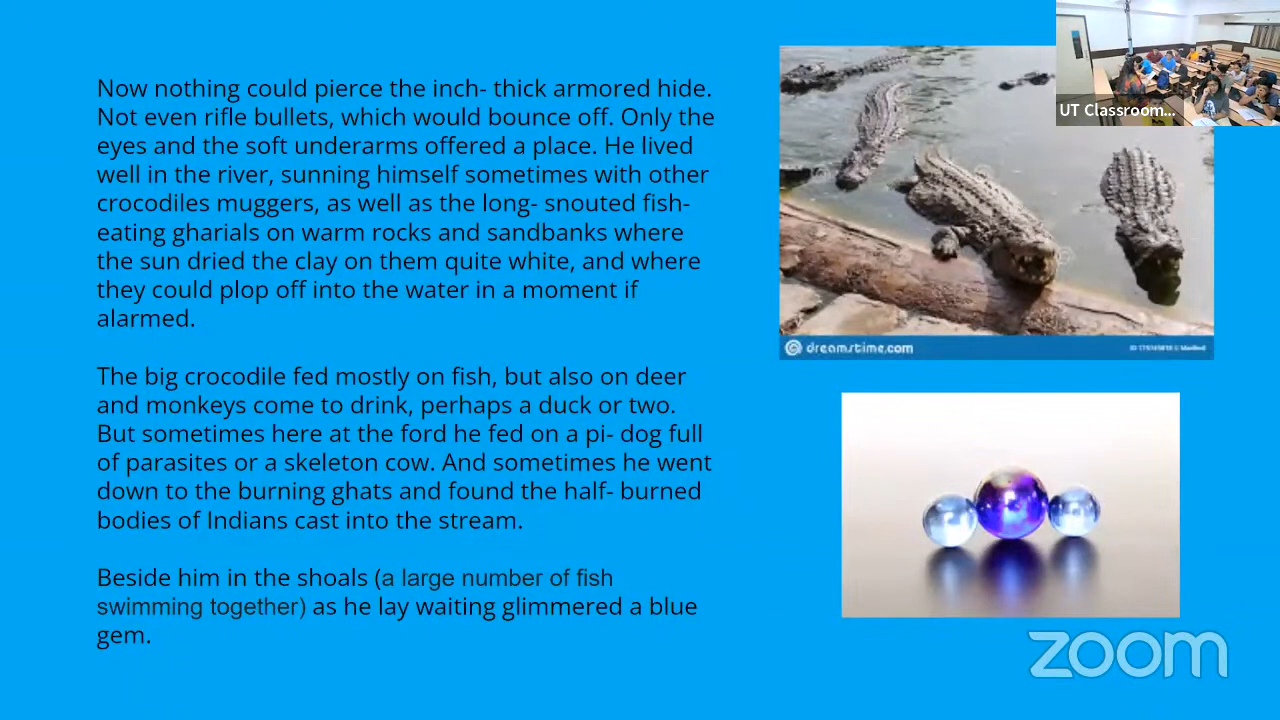 Now nothing could pierce the inch- thick armored hide.
Not even rifle bullets, which would bounce off. Only the
eyes and the soft underarms offered a place. He lived
well in the river, sunning himself sometimes with other
crocodiles muggers, as well as the long- snouted fish-
eating gharials on warm rocks and sandbanks where
the sun dried the clay on them quite white, and where
they could plop off into the water in a moment if
alarmed.
The big crocodile fed mostly on fish, but also on deer
and monkeys come to drink, perhaps a duck or two.
But sometimes here at the ford he fed on a pi- dog full
of parasites or a skeleton cow. And sometimes he went
down to the burning ghats and found the half- burned
bodies of Indians cast into the stream.
Beside him in the shoals (a large number of fish
swimming together) as he lay waiting glimmered a blue
gem.
UT Classroom...
dreamstime.com
zoom